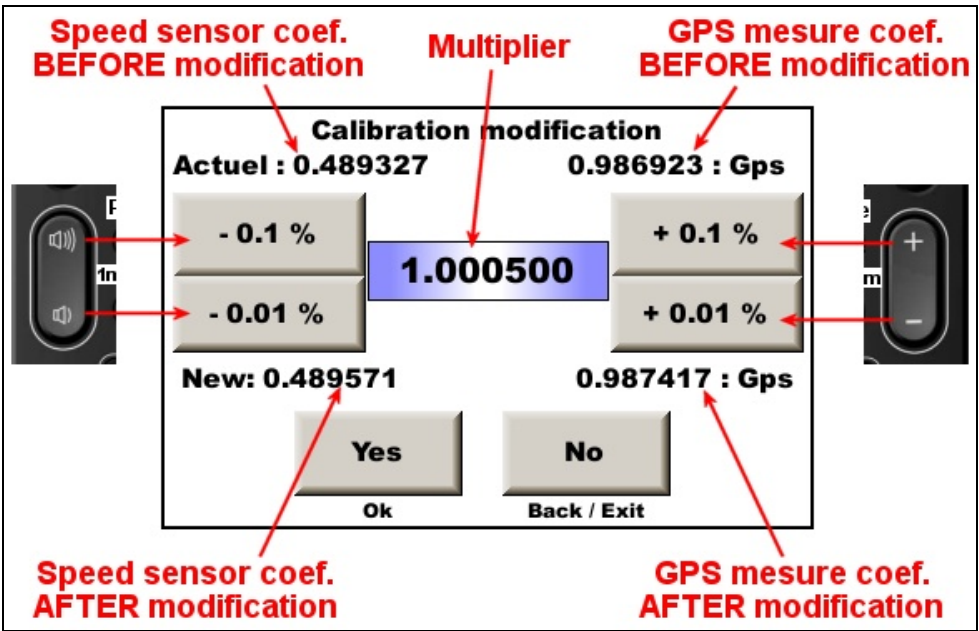 Speed sensor coef.
BEFORE modification
Multiplier
GPS mesure coef.
BEFORE modification
Calibration modification
Actuel : 0.489327
0.986923 : Gps
- 0.1 %
+ 0.1 %
1.000500
- 0.01 %
+ 0.01 %
New: 0.489571
0.987417 : Gps
Yes
No
Ok
Back / Exit
Speed sensor coef.
AFTER modification
GPS mesure coef.
AFTER modification